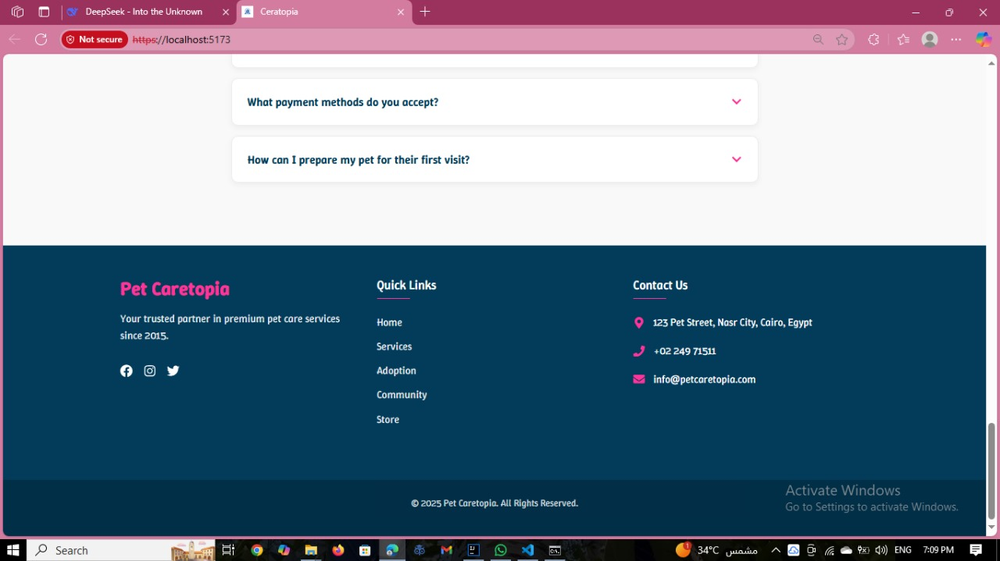 DeepSeek - Into the Unknown
Ceratopia
Not secure
https://localhost:5173
What payment methods do you accept?
How can I prepare my pet for their first visit?
Pet Caretopia
Your trusted partner in premium pet care services
since 2015.
Quick Links
Home
Services
Adoption
Community
Store
Contact Us
123 Pet Street, Nasr City, Cairo, Egypt
+02 249 71511
info@petcaretopia.com
© 2025 Pet Caretopia. All Rights Reserved.
Activate Windows
Go to Settings to activate Windows.
Search
1
34°C مشمس
ENG
7:09 PM